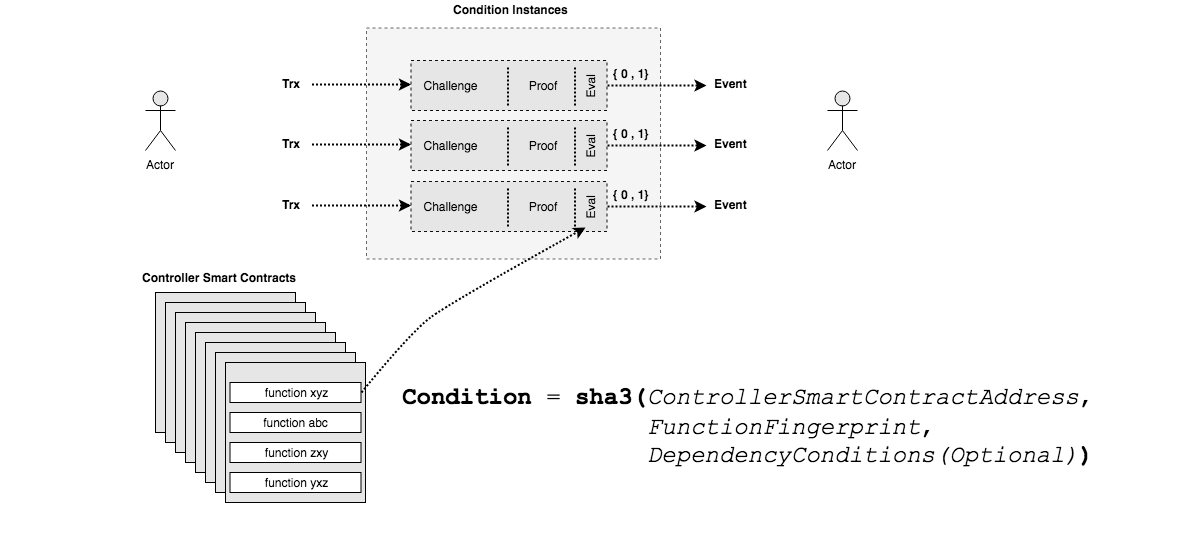 Condition Instances
Trx Challenge Proof Eval { 0 , 1} Event
Trx Challenge Proof Eval { 0 , 1} Event
Trx Challenge Proof Eval { 0 , 1} Event
Actor
Actor
Controller Smart Contracts
function xyz
function abc
function zxy
function yxz
Condition = sha3(ControllerSmartContractAddress,
FunctionFingerprint,
DependencyConditions(Optional))